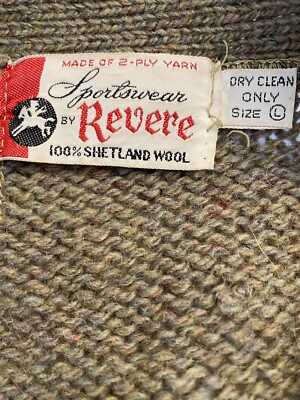 MADE OF 2-PLY YARN
Sportswear
BY Revere
100% SHETLAND WOOL
DRY CLEAN
ONLY
SIZE L